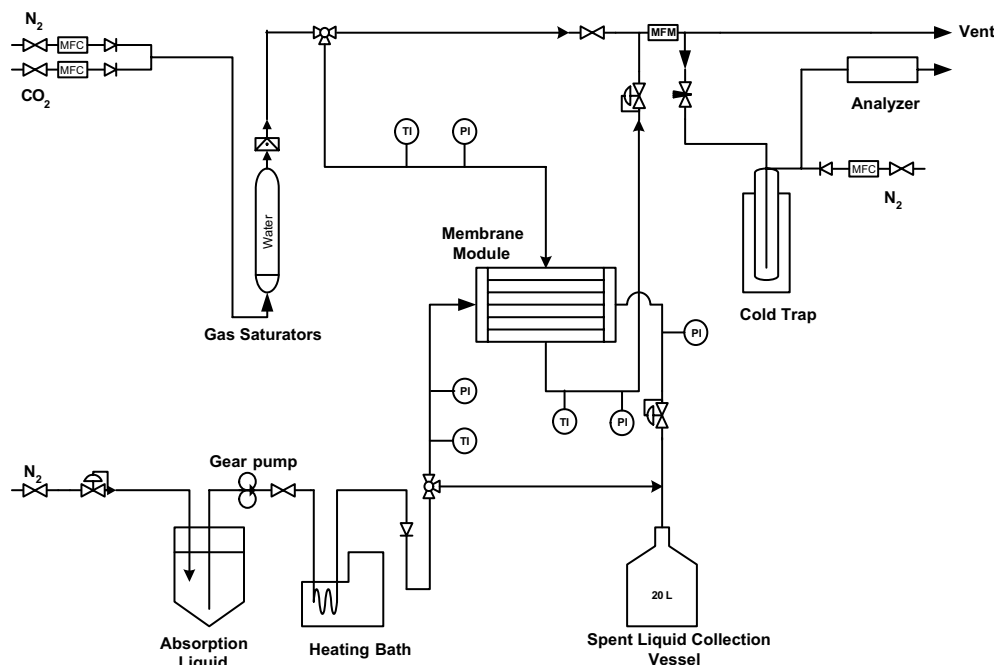 N2
MFC
MFC
CO2
MFM
Vent
Analyzer
TI
PI
MFC
N2
Water
Membrane
Module
Cold Trap
Gas Saturators
PI
PI
TI
PI
TI
N2
Gear pump
20 L
Absorption
Liquid
Heating Bath
Spent Liquid Collection
Vessel